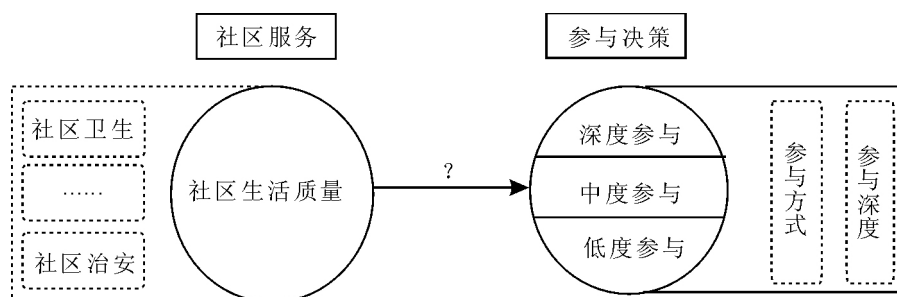 社区服务
参与决策
社区卫生
……
社区治安
社区生活质量
?
深度参与
中度参与
低度参与
参与方式
参与深度